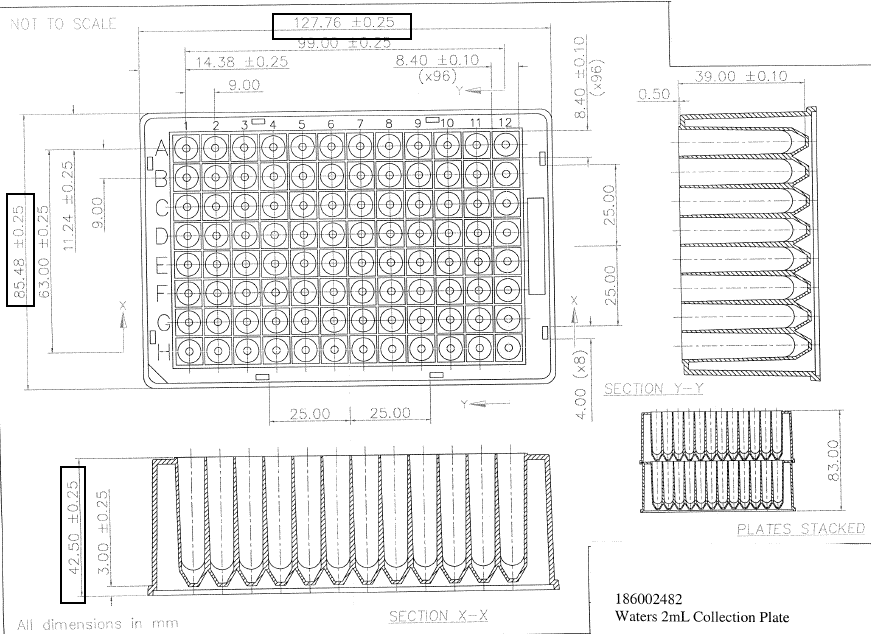 NOT TO SCALE
127.76 ±0.25
99.00 ±0.25
14.38 ±0.25
8.40 ±0.10
(x96)
9.00
Y
8.40 ±0.10
(x96)
39.00 ±0.10
0.50
1 2 3 4 5 6 7 8 9 10 11 12
A
B
C
D
E
F
G
H
85.48 ±0.25
63.00 ±0.25
11.24 ±0.25
9.00
X
25.00
25.00
X
4.00 (x8)
Y
25.00 25.00
SECTION Y-Y
42.50 ±0.25
3.00 ±0.25
83.00
PLATES STACKED
SECTION X-X
All dimensions in mm
186002482
Waters 2mL Collection Plate